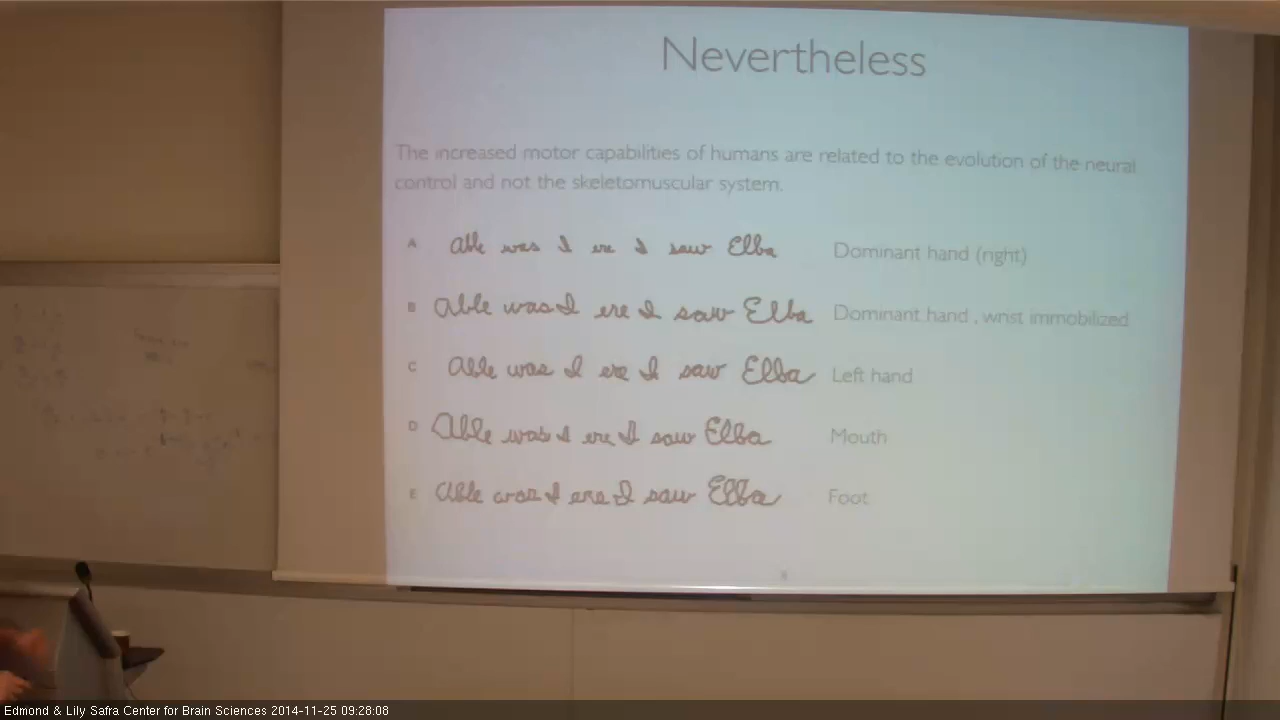 Nevertheless
The increased motor capabilities of humans are related to the evolution of the neural
control and not the skeletomuscular system.
A able was I ere I saw Elba Dominant hand (right)
B able was I ere I saw Elba Dominant hand , wrist immobilized
C able was I ere I saw Elba Left hand
D Able was I ere I saw Elba Mouth
E able was I ere I saw Elba Foot
Edmond & Lily Safra Center for Brain Sciences 2014-11-25 09:28:08